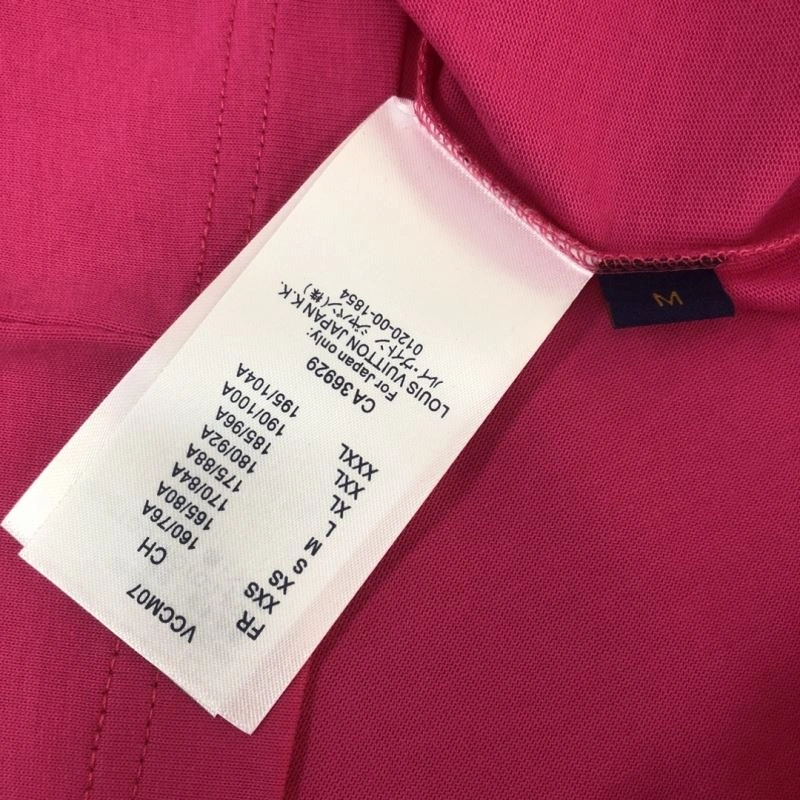 VCCM07
FR CH
XXS 160/76A
XS 165/80A
S 170/84A
M 175/88A
L 180/92A
XL 185/96A
XXL 190/100A
XXXL 195/104A
CA36929
For Japan only:
LOUIS VUITTON JAPAN K.K.
ルイ・ヴィトン ジャパン(株)
0120-00-1854
M